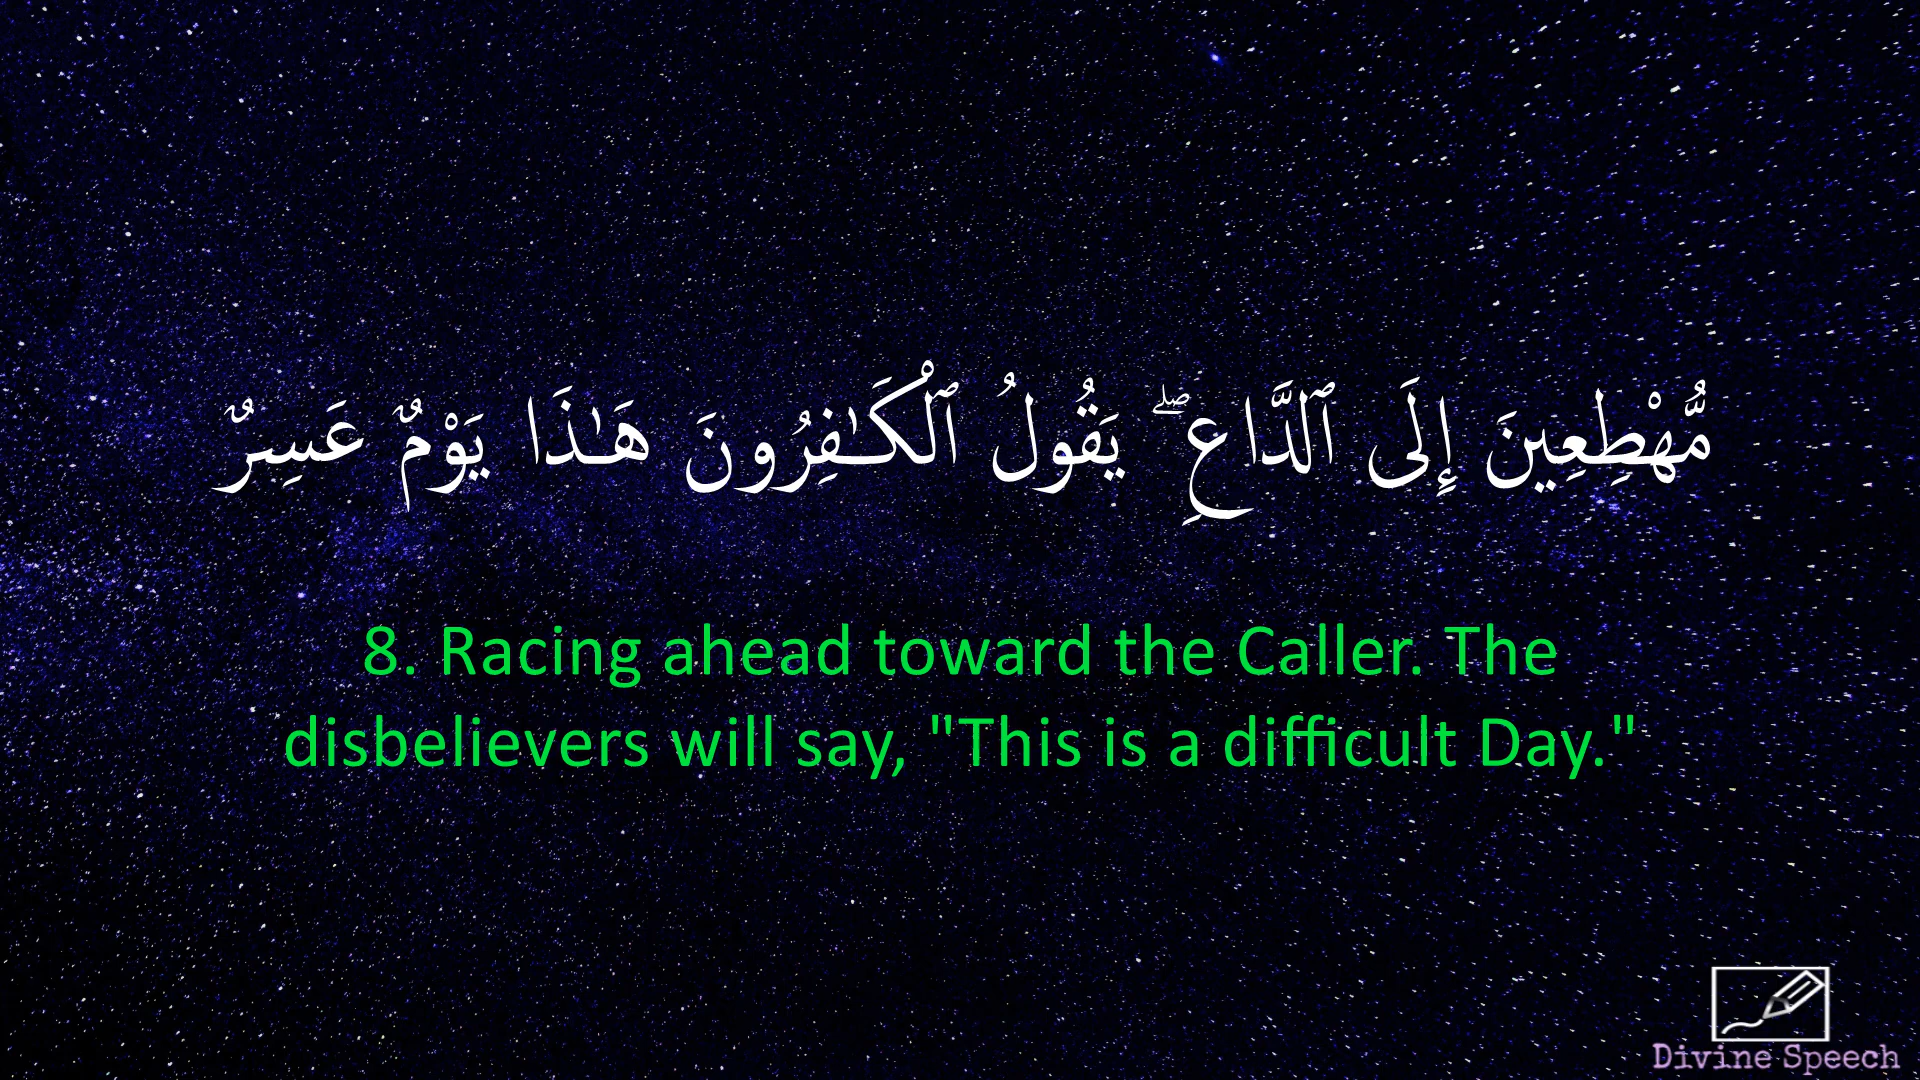 مُّهْطِعِينَ إِلَى ٱلدَّاعِ ۖ يَقُولُ ٱلْكَـٰفِرُونَ هَـٰذَا يَوْمٌ عَسِرٌ
8. Racing ahead toward the Caller. The
disbelievers will say, "This is a difficult Day."
Divine Speech